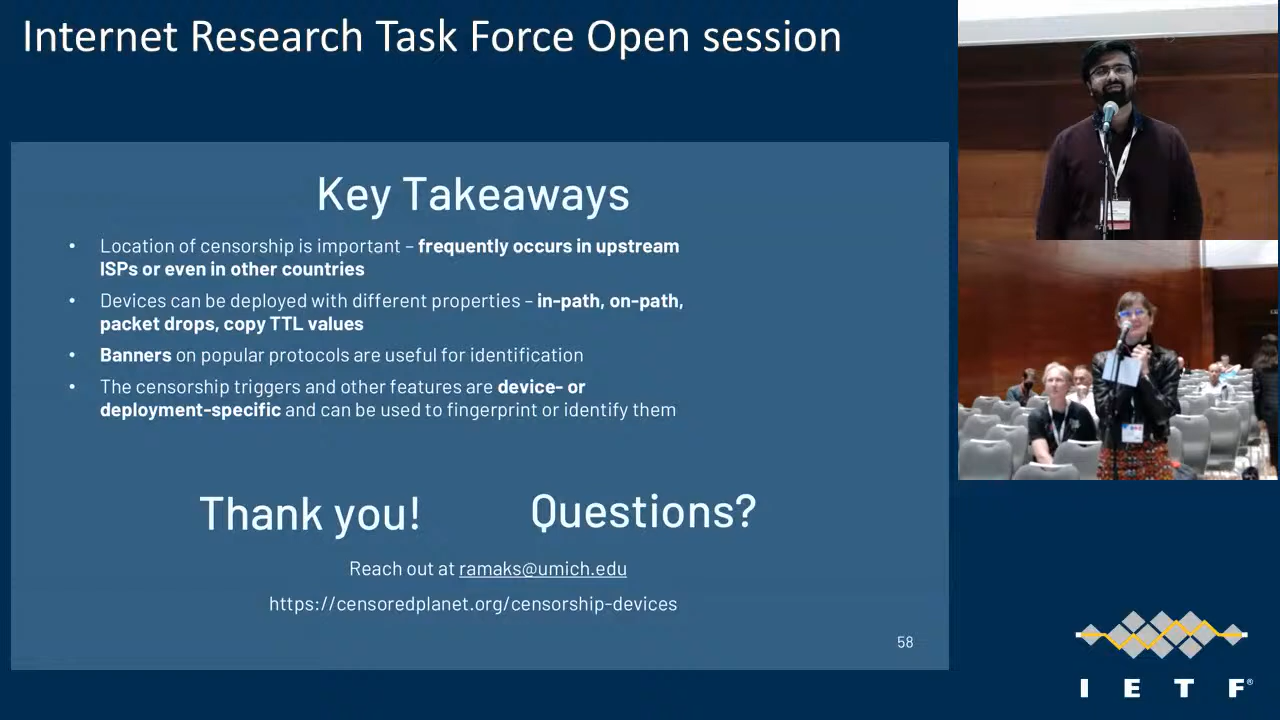 Internet Research Task Force Open session
Key Takeaways
• Location of censorship is important – frequently occurs in upstream
ISPs or even in other countries
• Devices can be deployed with different properties – in-path, on-path,
packet drops, copy TTL values
• Banners on popular protocols are useful for identification
• The censorship triggers and other features are device- or
deployment-specific and can be used to fingerprint or identify them
Thank you! Questions?
Reach out at ramaks@umich.edu
https://censoredplanet.org/censorship-devices
58
I E T F®